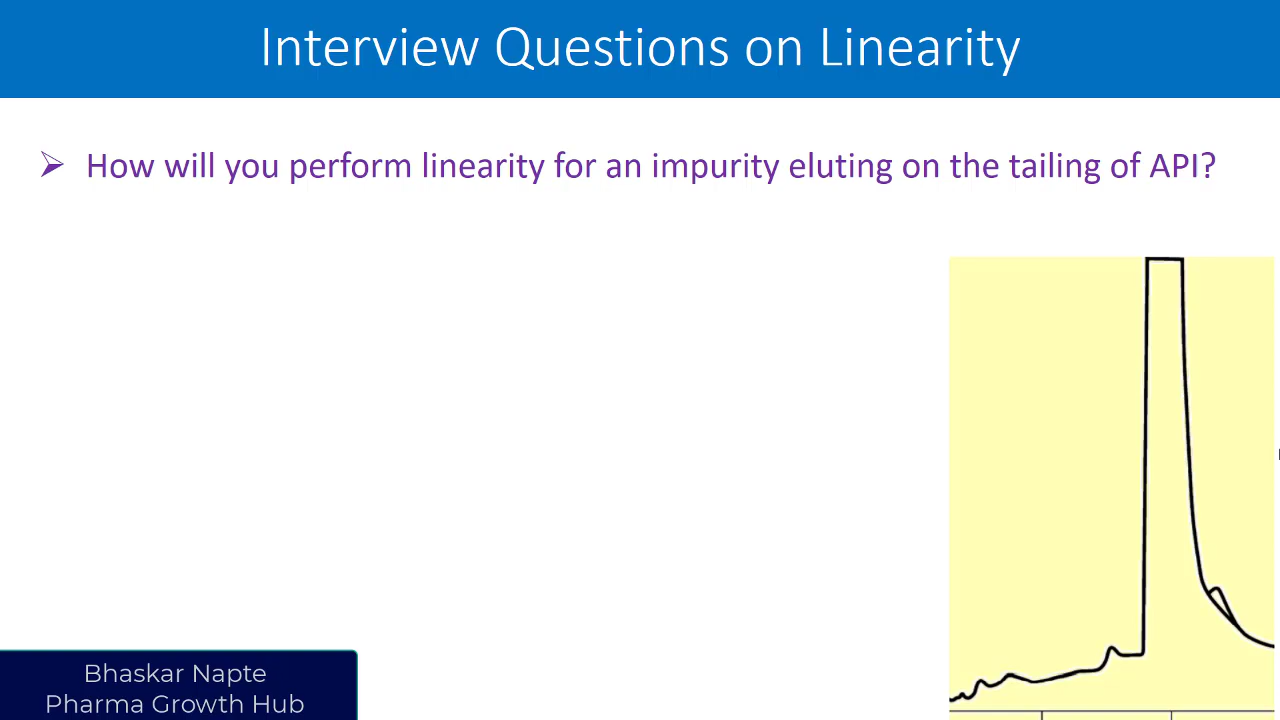 Interview Questions on Linearity
➢ How will you perform linearity for an impurity eluting on the tailing of API?
Bhaskar Napte
Pharma Growth Hub